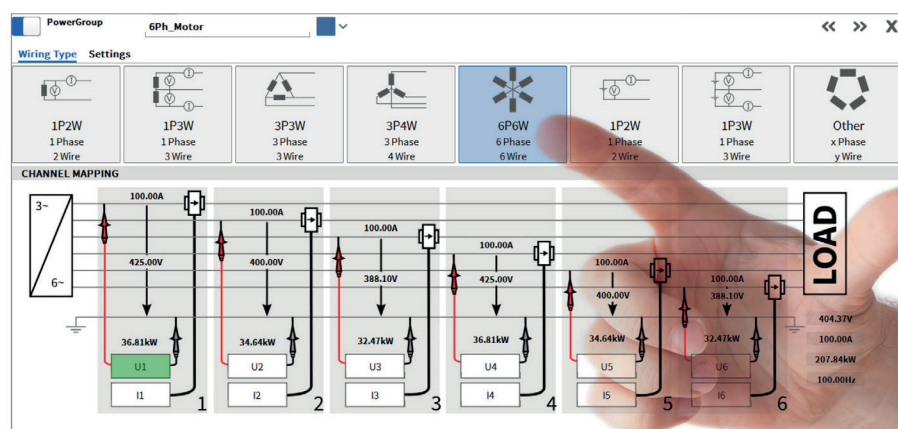 PowerGroup
6Ph_Motor
<< >> X
Wiring Type Settings
1P2W
1 Phase
2 Wire
1P3W
1 Phase
3 Wire
3P3W
3 Phase
3 Wire
3P4W
3 Phase
4 Wire
6P6W
6 Phase
6 Wire
1P2W
1 Phase
2 Wire
1P3W
1 Phase
3 Wire
Other
x Phase
y Wire
CHANNEL MAPPING
3~
6~
100.00A
425.00V
36.81kW
U1
I1
1
100.00A
400.00V
34.64kW
U2
I2
2
100.00A
388.10V
32.47kW
U3
I3
3
100.00A
425.00V
36.81kW
U4
I4
4
100.00A
400.00V
34.64kW
U5
I5
5
100.00A
388.10V
32.47kW
U6
I6
6
LOAD
404.37V
100.00A
207.84kW
100.00Hz